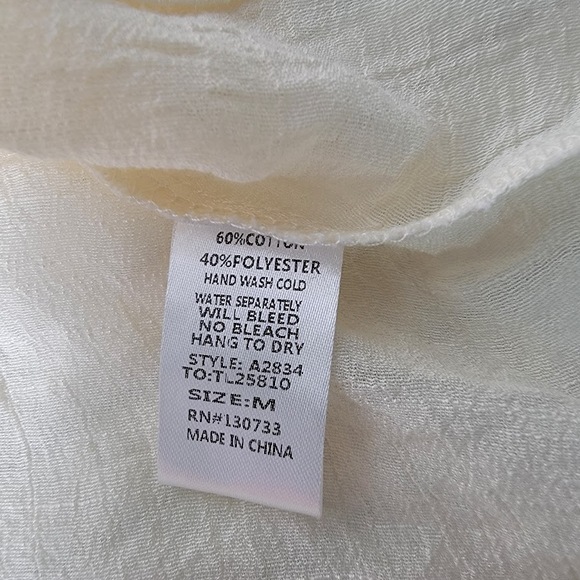 60%COTTON
40%POLYESTER
HAND WASH COLD
WATER SEPARATELY
WILL BLEED
NO BLEACH
HANG TO DRY
STYLE: A2834
TO:TL25810
SIZE:M
RN#130733
MADE IN CHINA